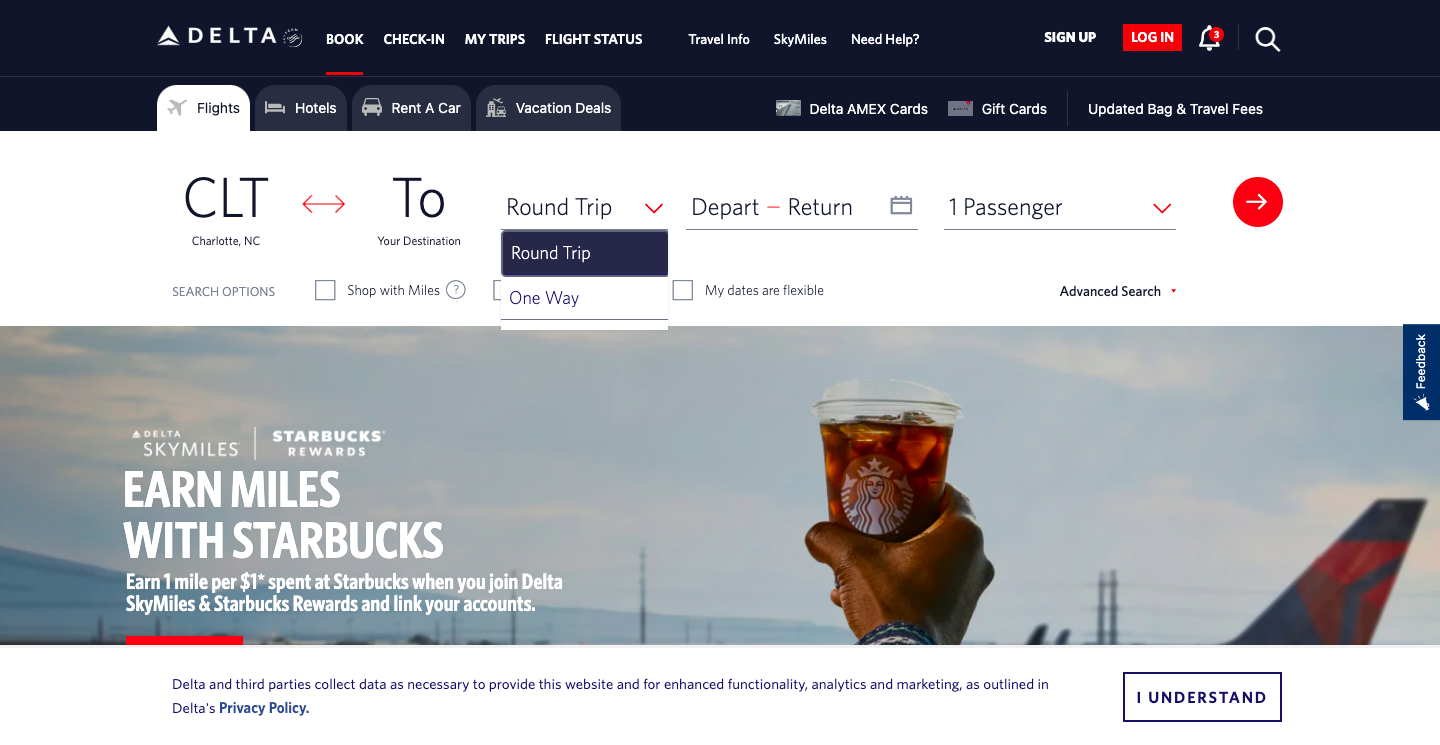 DELTA
BOOK
CHECK-IN
MY TRIPS
FLIGHT STATUS
Travel Info
SkyMiles
Need Help?
SIGN UP
LOG IN
3
Flights
Hotels
Rent A Car
Vacation Deals
Delta AMEX Cards
Gift Cards
Updated Bag & Travel Fees
CLT
Charlotte, NC
To
Your Destination
Round Trip
Depart – Return
1 Passenger
Round Trip
One Way
SEARCH OPTIONS
Shop with Miles
?
My dates are flexible
Advanced Search
Feedback
DELTA
SKYMILES
STARBUCKS®
REWARDS
EARN MILES
WITH STARBUCKS
Earn 1 mile per $1* spent at Starbucks when you join Delta
SkyMiles & Starbucks Rewards and link your accounts.
Delta and third parties collect data as necessary to provide this website and for enhanced functionality, analytics and marketing, as outlined in
Delta's Privacy Policy.
I UNDERSTAND